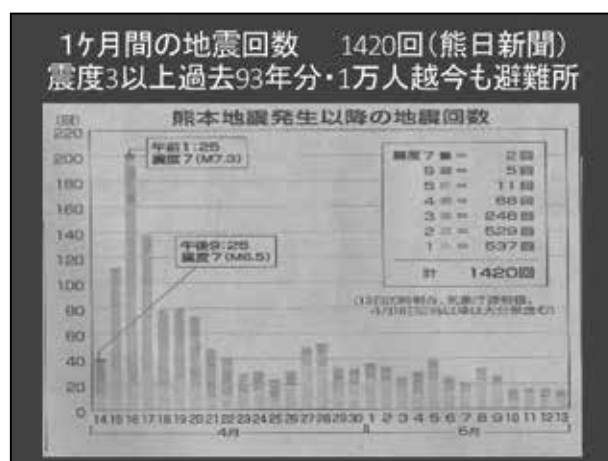 1ヶ月間の地震回数 1420回(熊日新聞)
震度3以上過去93年分・1万人越今も避難所
熊本地震発生以降の地震回数
(回)
220
200
180
160
140
120
100
80
60
40
20
0
午前1:25
震度7(M7.3)
午後9:26
震度7(M6.5)
震度7 = 2回
= 5回
5 = 11回
4 = 68回
3 = 248回
2 = 529回
1 = 537回
計 1420回
14 15 16 17 18 19 20 21 22 23 24 25 26 27 28 29 30 1 2 3 4 5 6 7 8 9 10 11 12 13
4月 5月